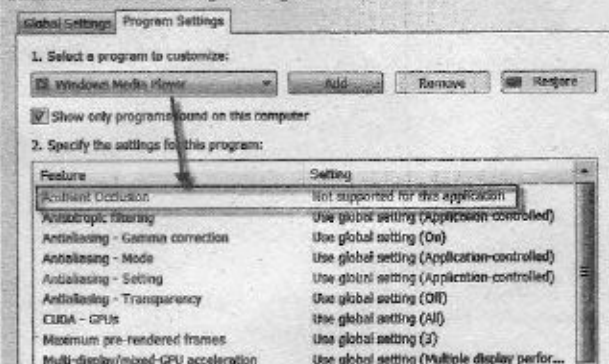 Global Settings Program Settings
1. Select a program to customize:
Windows Media Player Add Remove Restore
Show only programs found on this computer
2. Specify the settings for this program:
Feature Setting
Ambient Occlusion Not supported for this application
Anisotropic filtering Use global setting (Application-controlled)
Antialiasing - Gamma correction Use global setting (On)
Antialiasing - Mode Use global setting (Application-controlled)
Antialiasing - Setting Use global setting (Application-controlled)
Antialiasing - Transparency Use global setting (Off)
CUDA - GPUs Use global setting (All)
Maximum pre-rendered frames Use global setting (3)
Multi-display/mixed-GPU acceleration Use global setting (Multiple display perfor...